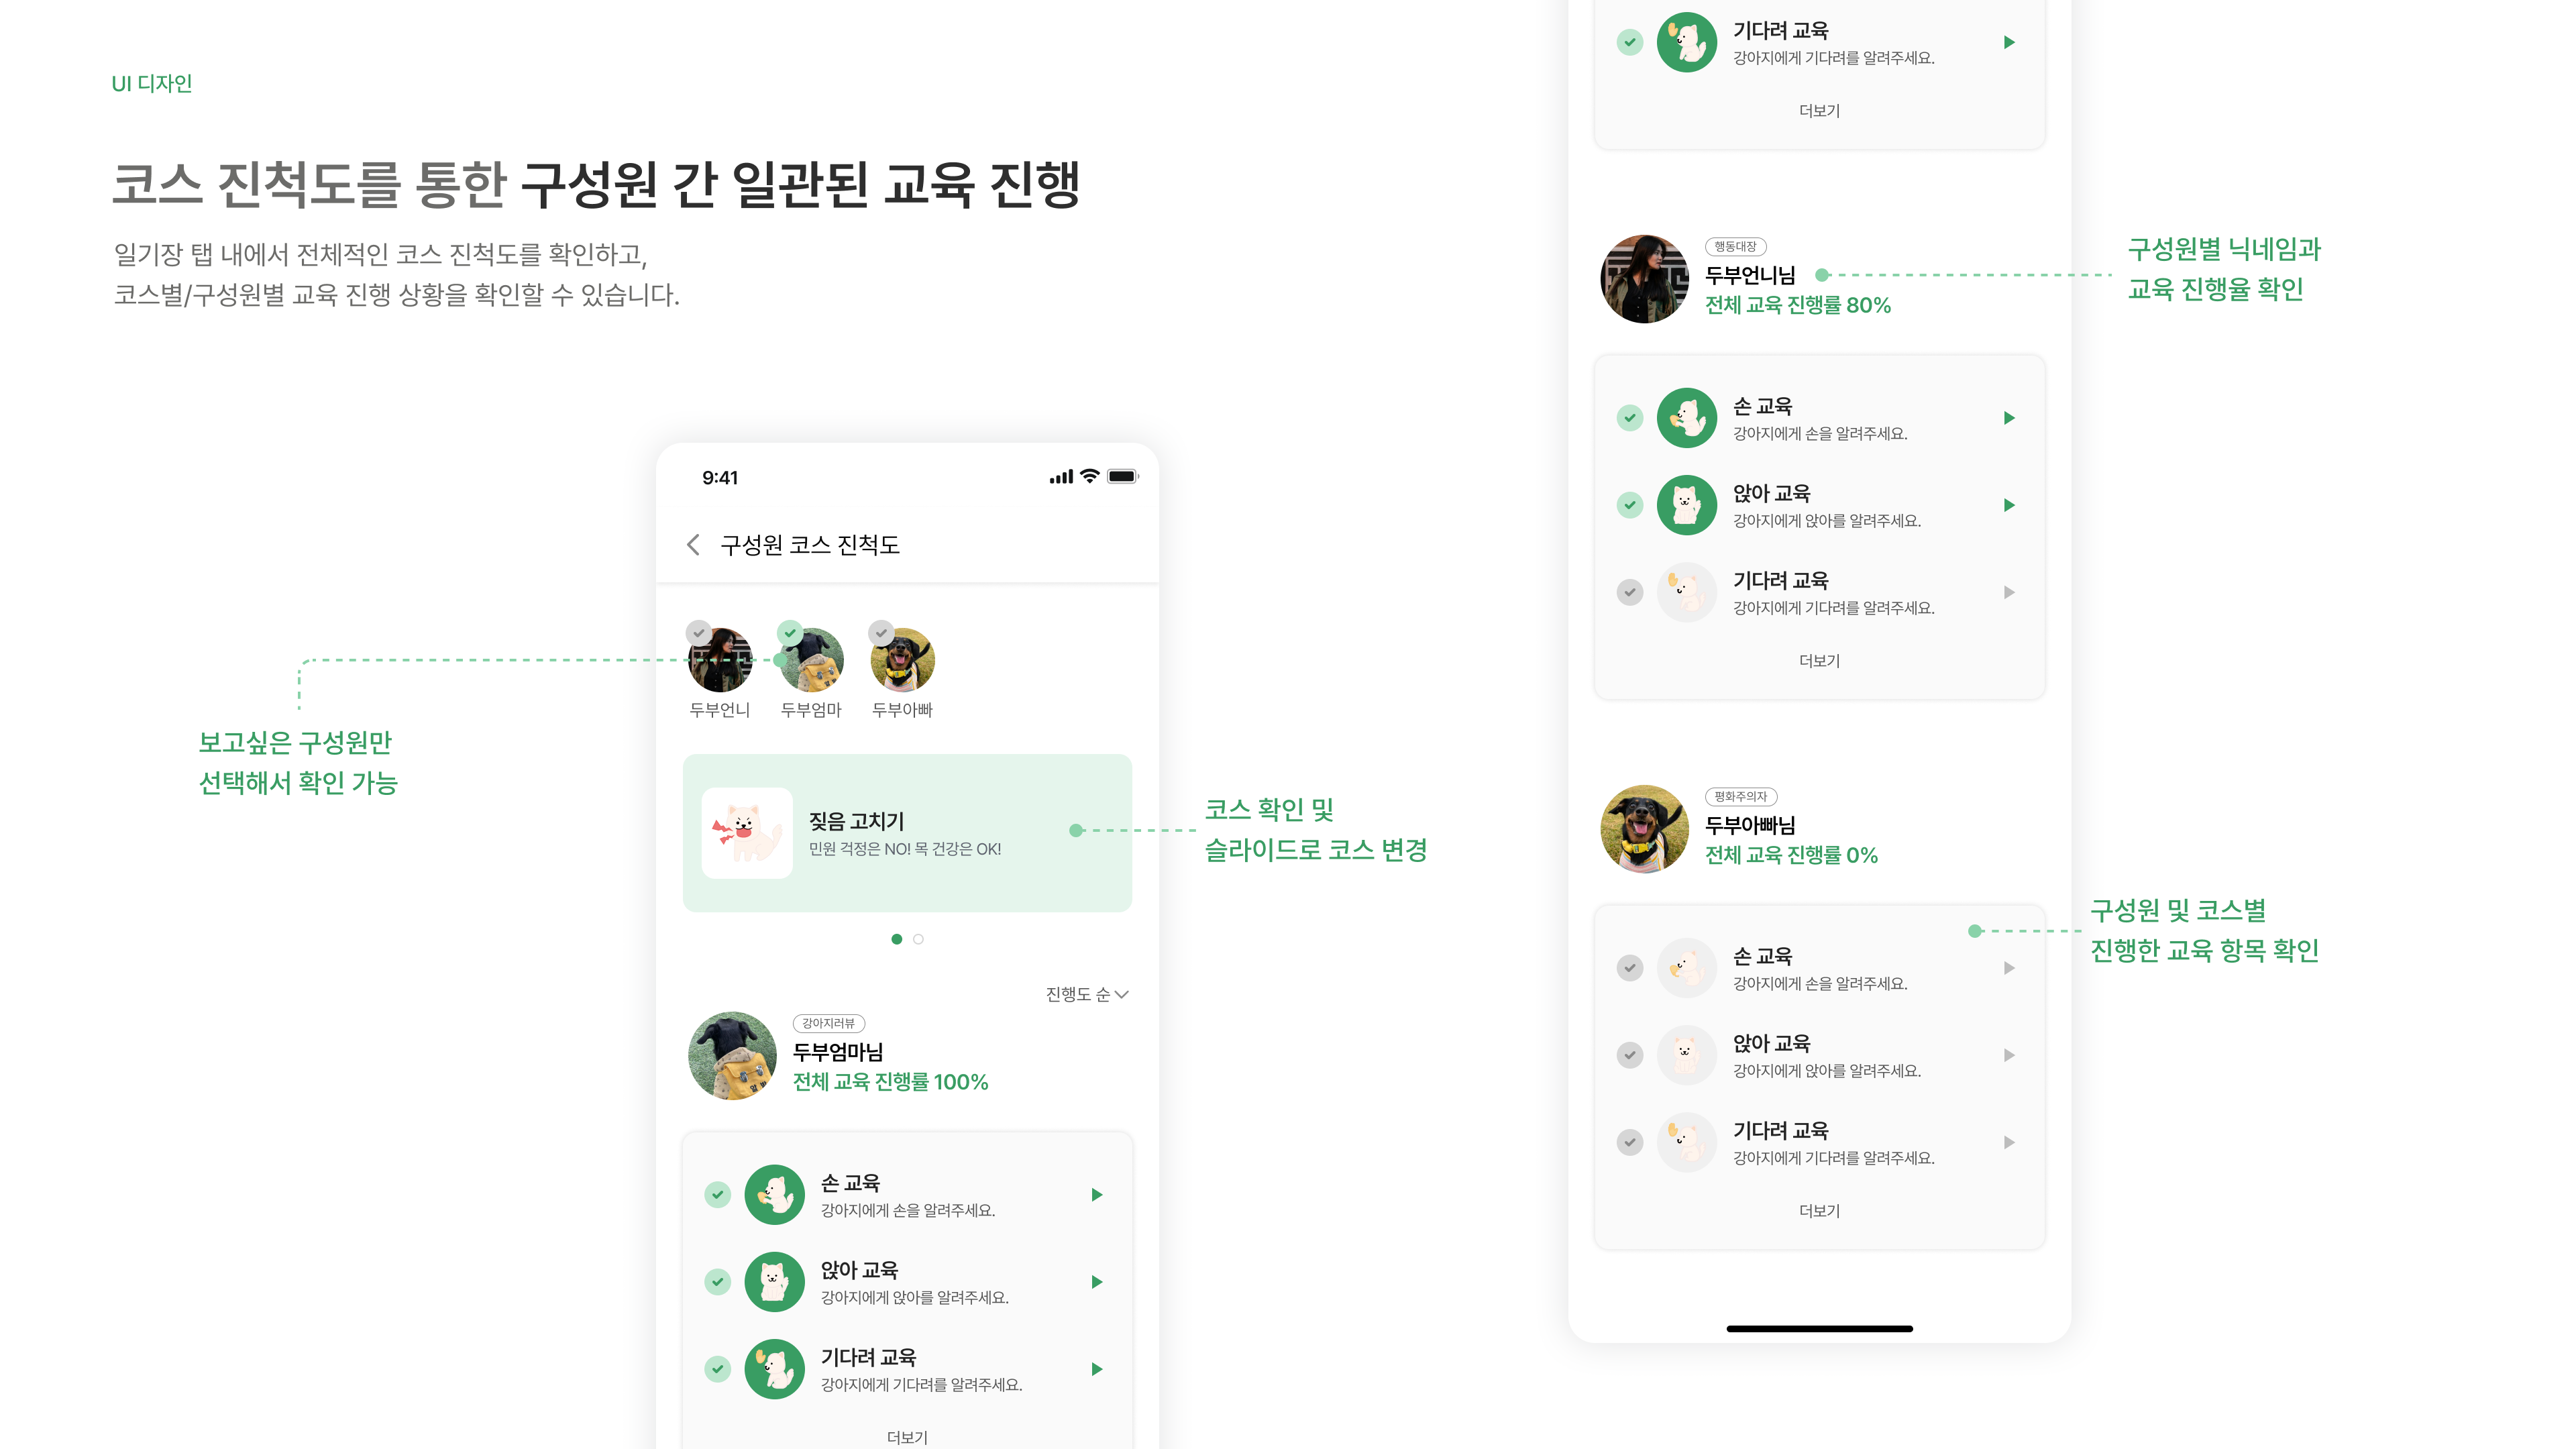 UI 디자인
코스 진척도를 통한 구성원 간 일관된 교육 진행
일기장 탭 내에서 전체적인 코스 진척도를 확인하고,
코스별/구성원별 교육 진행 상황을 확인할 수 있습니다.
보고싶은 구성원만
선택해서 확인 가능
9:41
구성원 코스 진척도
두부언니 두부엄마 두부아빠
짖음 고치기
민원 걱정은 NO! 목 건강은 OK!
코스 확인 및
슬라이드로 코스 변경
진행도 순
강아지러뷰
두부엄마님
전체 교육 진행률 100%
손 교육
강아지에게 손을 알려주세요.
앉아 교육
강아지에게 앉아를 알려주세요.
기다려 교육
강아지에게 기다려를 알려주세요.
더보기
기다려 교육
강아지에게 기다려를 알려주세요.
더보기
행동대장
두부언니님
전체 교육 진행률 80%
구성원별 닉네임과
교육 진행율 확인
손 교육
강아지에게 손을 알려주세요.
앉아 교육
강아지에게 앉아를 알려주세요.
기다려 교육
강아지에게 기다려를 알려주세요.
더보기
평화주의자
두부아빠님
전체 교육 진행률 0%
구성원 및 코스별
진행한 교육 항목 확인
손 교육
강아지에게 손을 알려주세요.
앉아 교육
강아지에게 앉아를 알려주세요.
기다려 교육
강아지에게 기다려를 알려주세요.
더보기